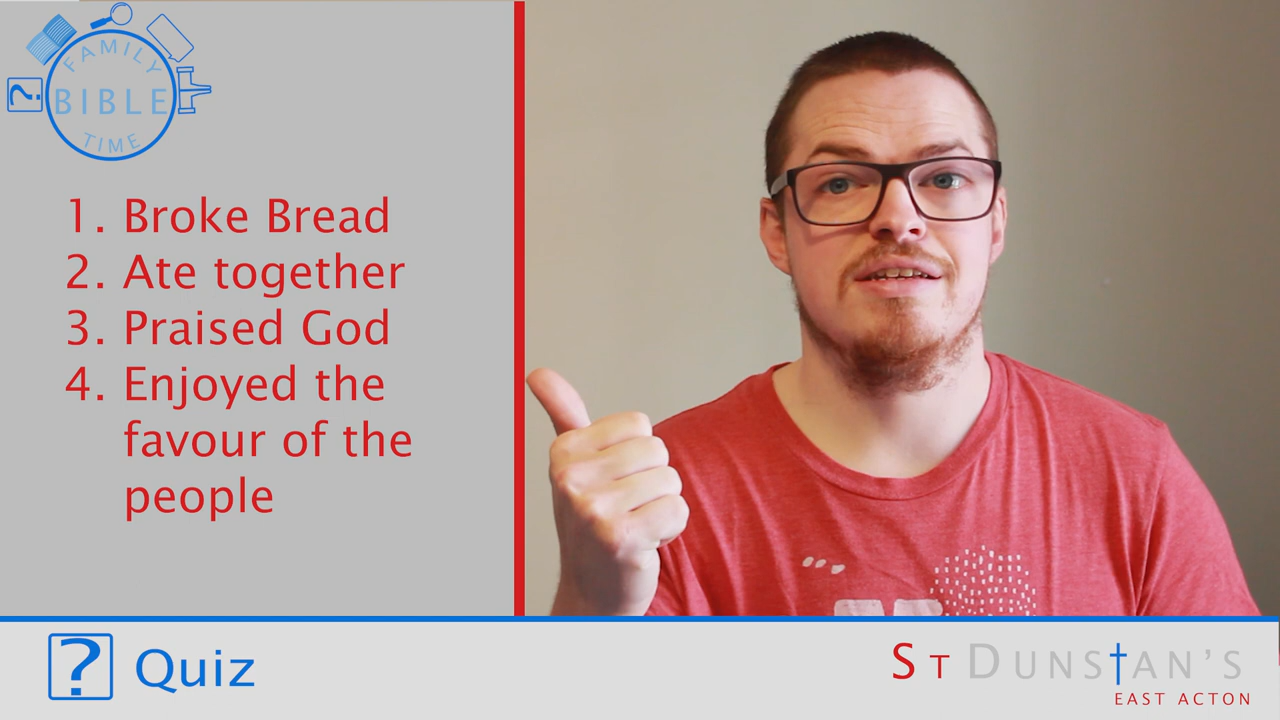 FAMILY
BIBLE
TIME
?
1. Broke Bread
2. Ate together
3. Praised God
4. Enjoyed the
favour of the
people
? Quiz
ST DUNSTAN'S
EAST ACTON